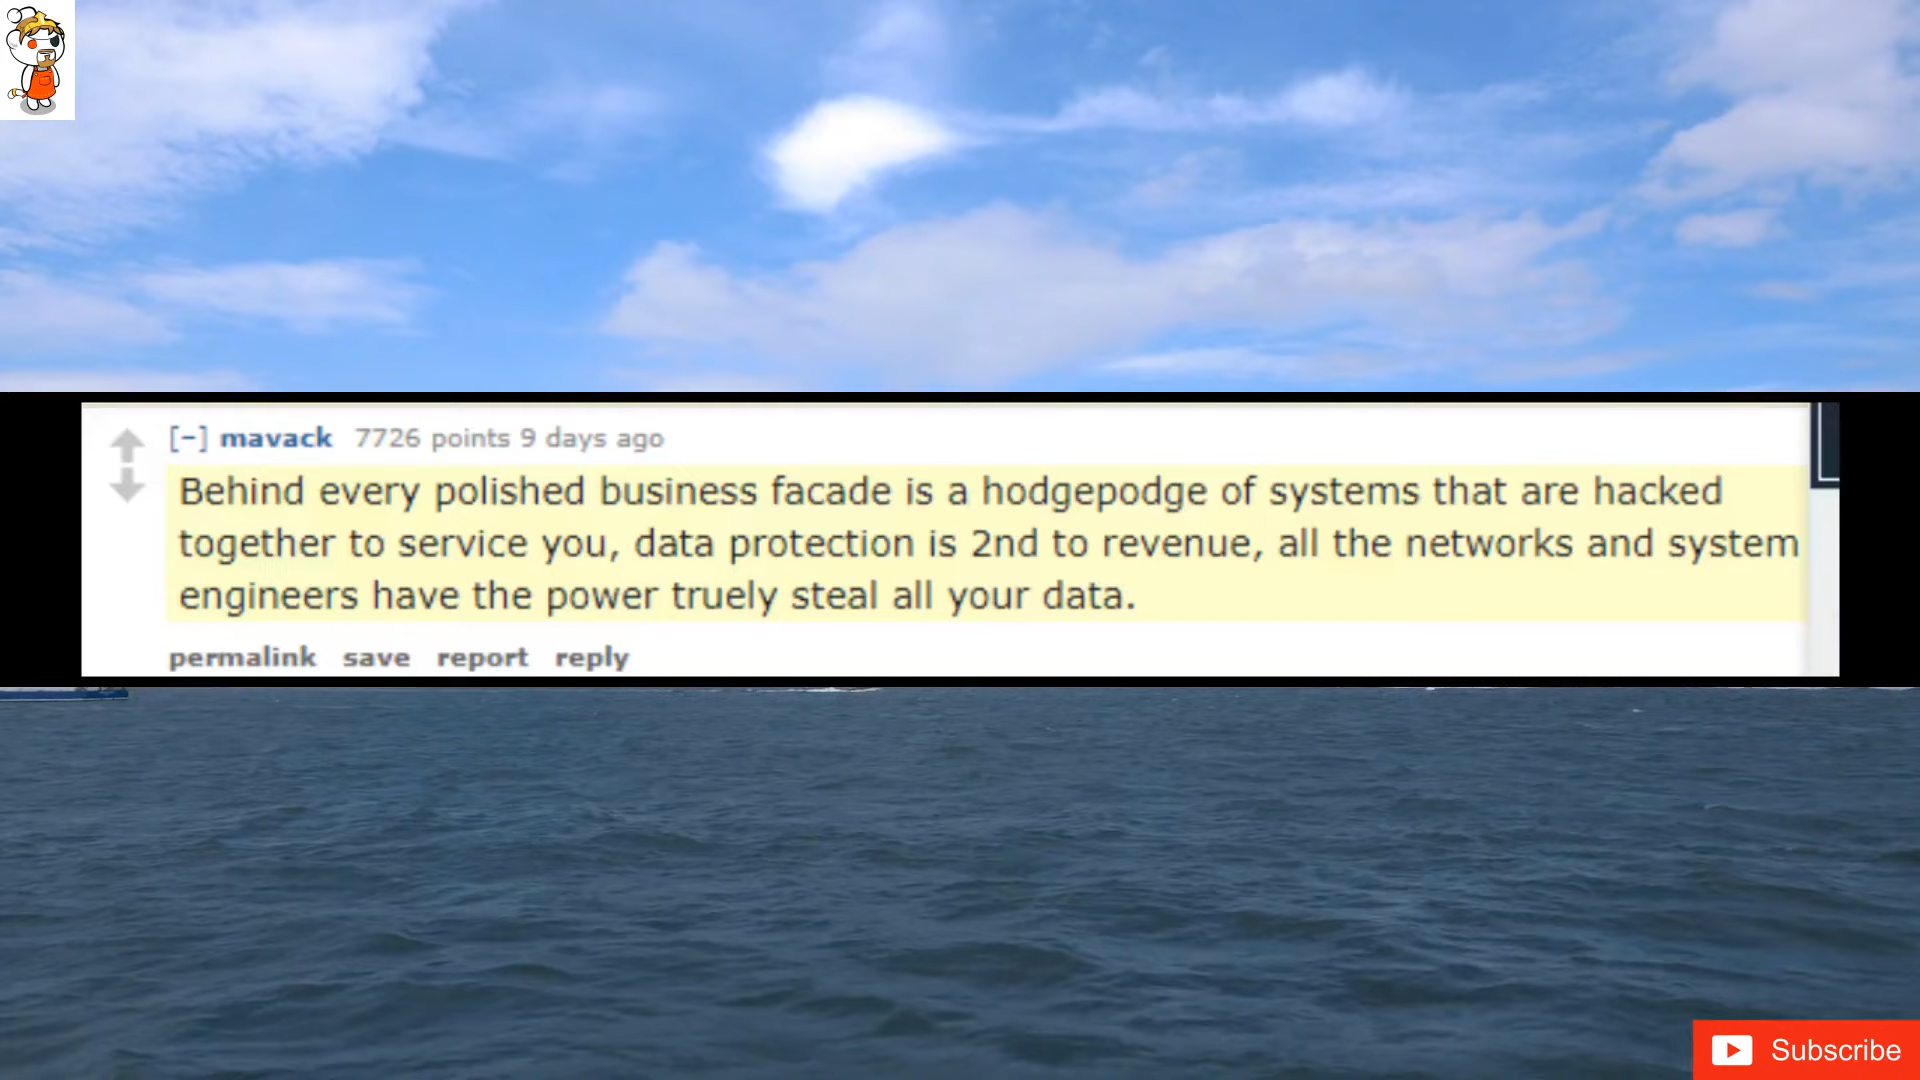 [–] mavack 7726 points 9 days ago
Behind every polished business facade is a hodgepodge of systems that are hacked
together to service you, data protection is 2nd to revenue, all the networks and system
engineers have the power truely steal all your data.
permalink save report reply
Subscribe